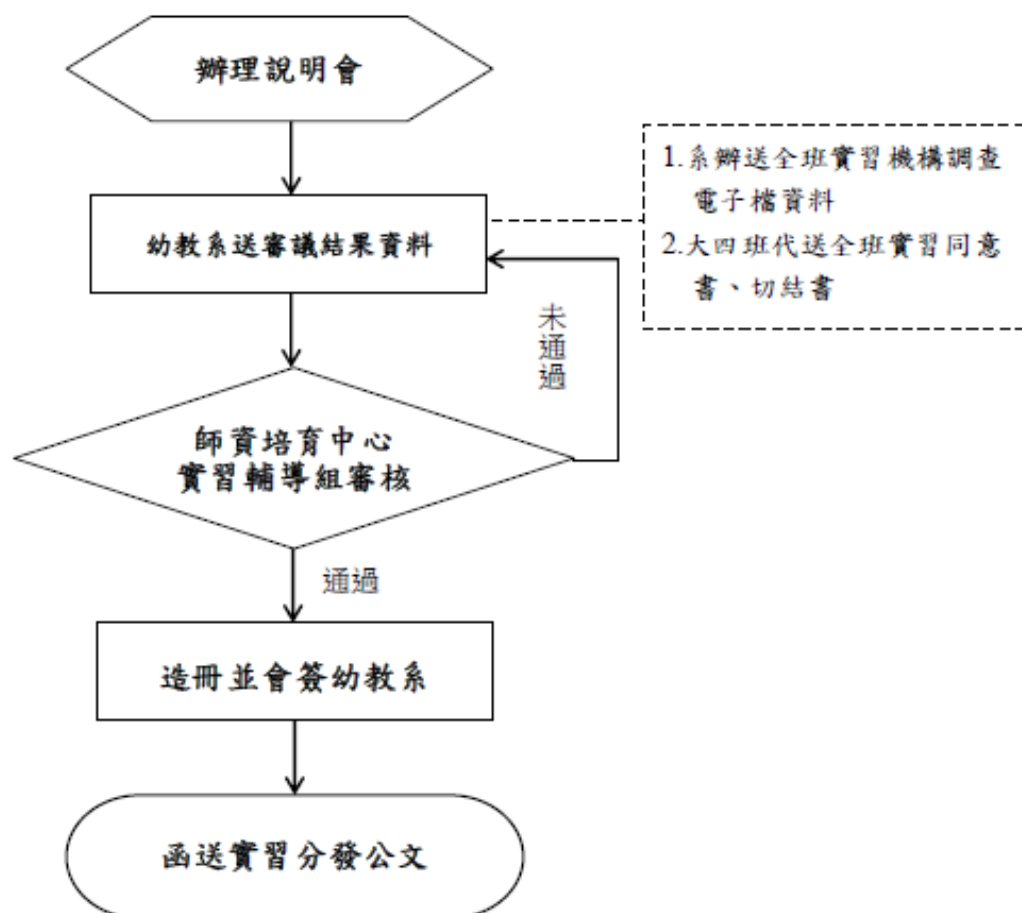 辦理說明會
幼教系送審議結果資料
1.系辦送全班實習機構調查
電子檔資料
2.大四班代送全班實習同意
書、切結書
未通過
師資培育中心
實習輔導組審核
通過
造冊並會簽幼教系
函送實習分發公文